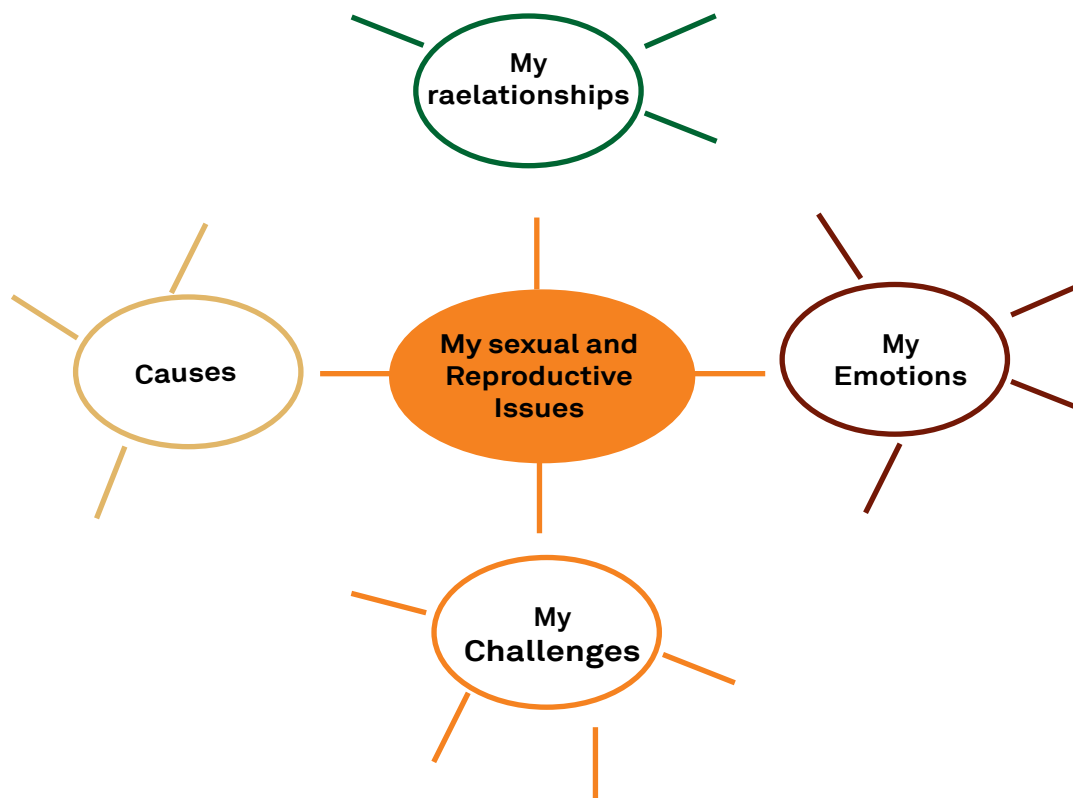 My
raelationships
Causes
My sexual and
Reproductive
Issues
My
Emotions
My
Challenges